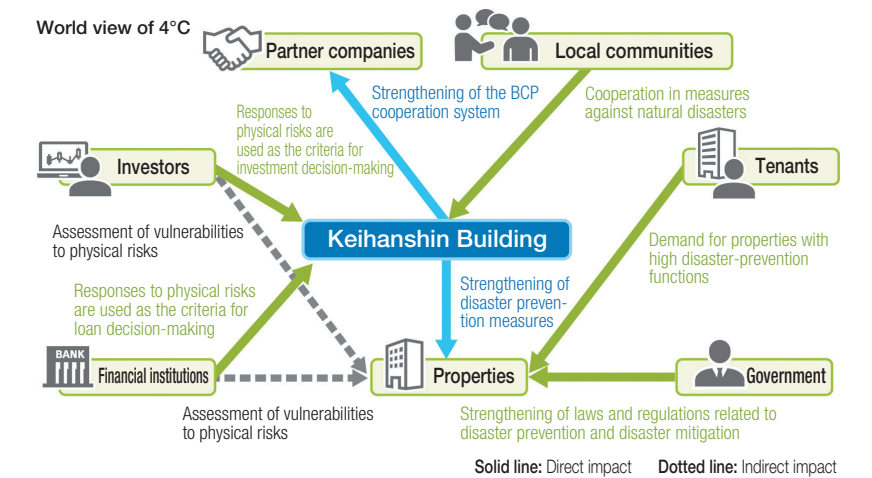 World view of 4°C
Partner companies
Local communities
Strengthening of the BCP
cooperation system
Cooperation in measures
against natural disasters
Responses to
physical risks are
used as the criteria for
investment decision-making
Investors
Tenants
Assessment of vulnerabilities
to physical risks
Keihanshin Building
Demand for properties with
high disaster-prevention
functions
Responses to physical risks
are used as the criteria for
loan decision-making
Strengthening of
disaster preven-
tion measures
BANK
Financial institutions
Properties
Government
Assessment of vulnerabilities
to physical risks
Strengthening of laws and regulations related to
disaster prevention and disaster mitigation
Solid line: Direct impact Dotted line: Indirect impact